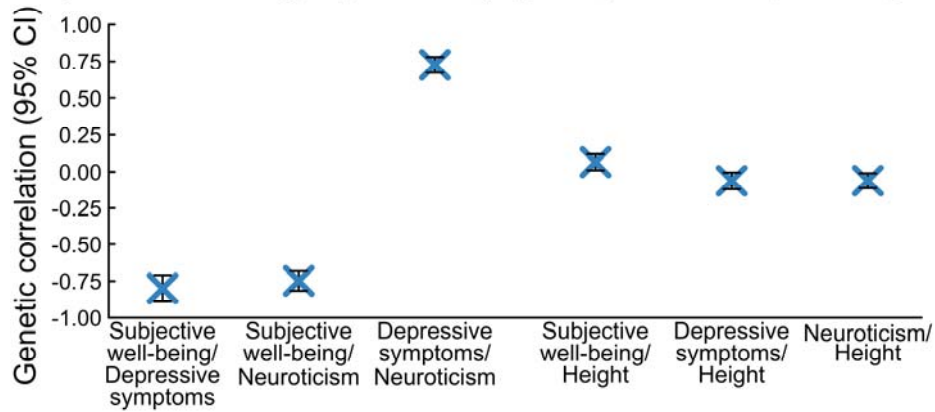 Genetic correlation (95% CI)
1.00
0.75
0.50
0.25
0.00
-0.25
-0.50
-0.75
-1.00
Subjective
well-being/
Depressive
symptoms
Subjective
well-being/
Neuroticism
Depressive
symptoms/
Neuroticism
Subjective
well-being/
Height
Depressive
symptoms/
Height
Neuroticism/
Height